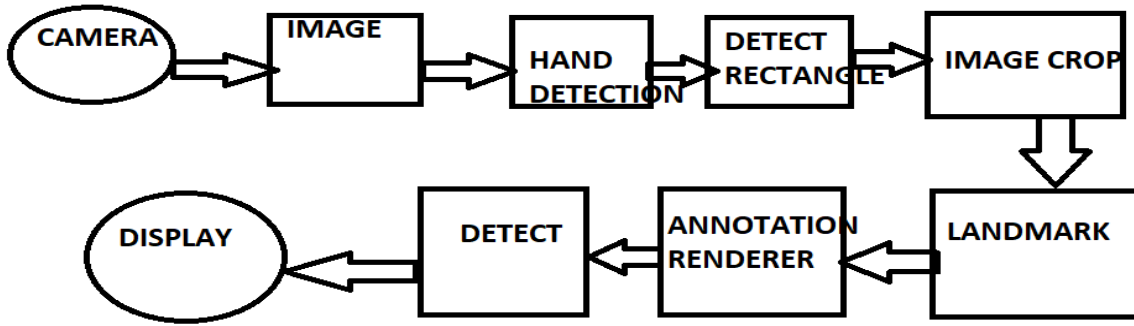 CAMERA
IMAGE
HAND
DETECTION
DETECT
RECTANGLE
IMAGE CROP
LANDMARK
ANNOTATION
RENDERER
DETECT
DISPLAY